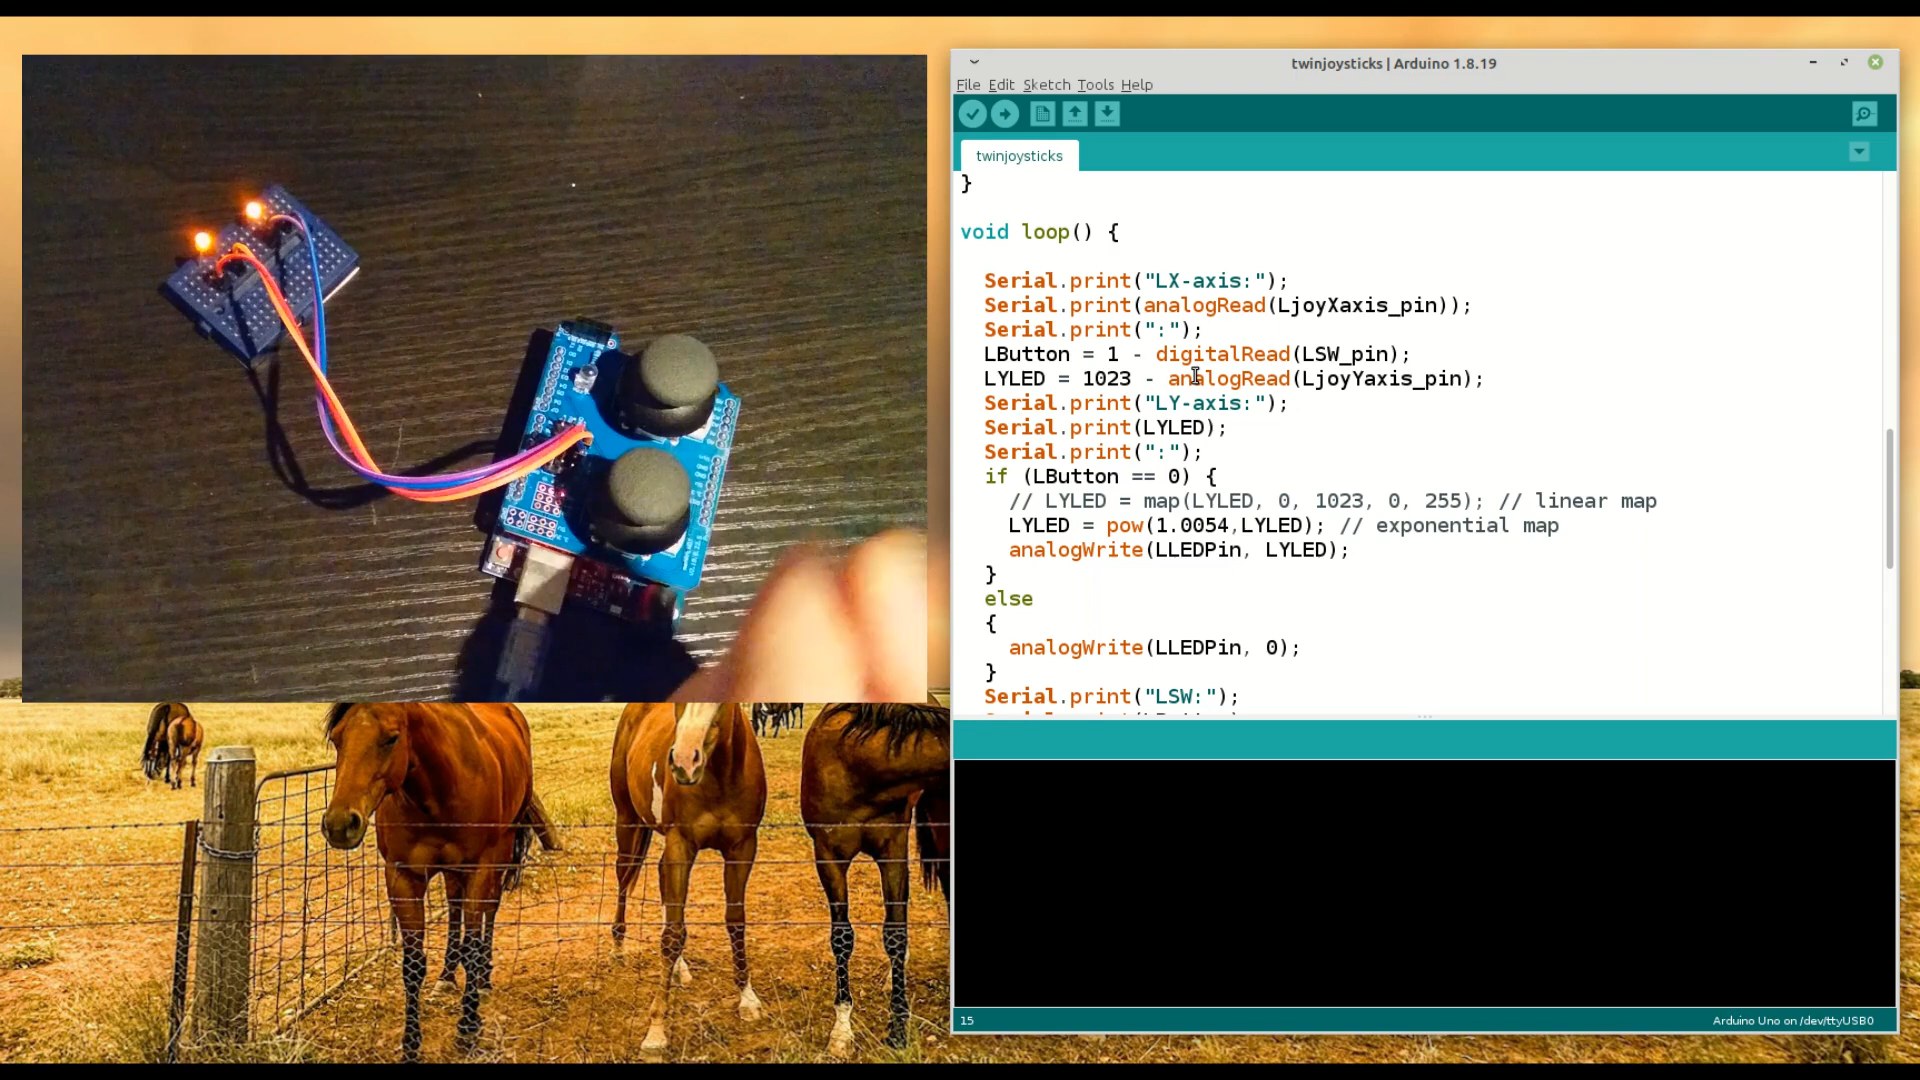 twinjoysticks | Arduino 1.8.19
File Edit Sketch Tools Help
twinjoysticks
}
void loop() {
Serial.print("LX-axis:");
Serial.print(analogRead(LjoyXaxis_pin));
Serial.print(":");
LButton = 1 - digitalRead(LSW_pin);
LYLED = 1023 - analogRead(LjoyYaxis_pin);
Serial.print("LY-axis:");
Serial.print(LYLED);
Serial.print(":");
if (LButton == 0) {
// LYLED = map(LYLED, 0, 1023, 0, 255); // linear map
LYLED = pow(1.0054,LYLED); // exponential map
analogWrite(LLEDPin, LYLED);
}
else
{
analogWrite(LLEDPin, 0);
}
Serial.print("LSW:");
15
Arduino Uno on /dev/ttyUSB0